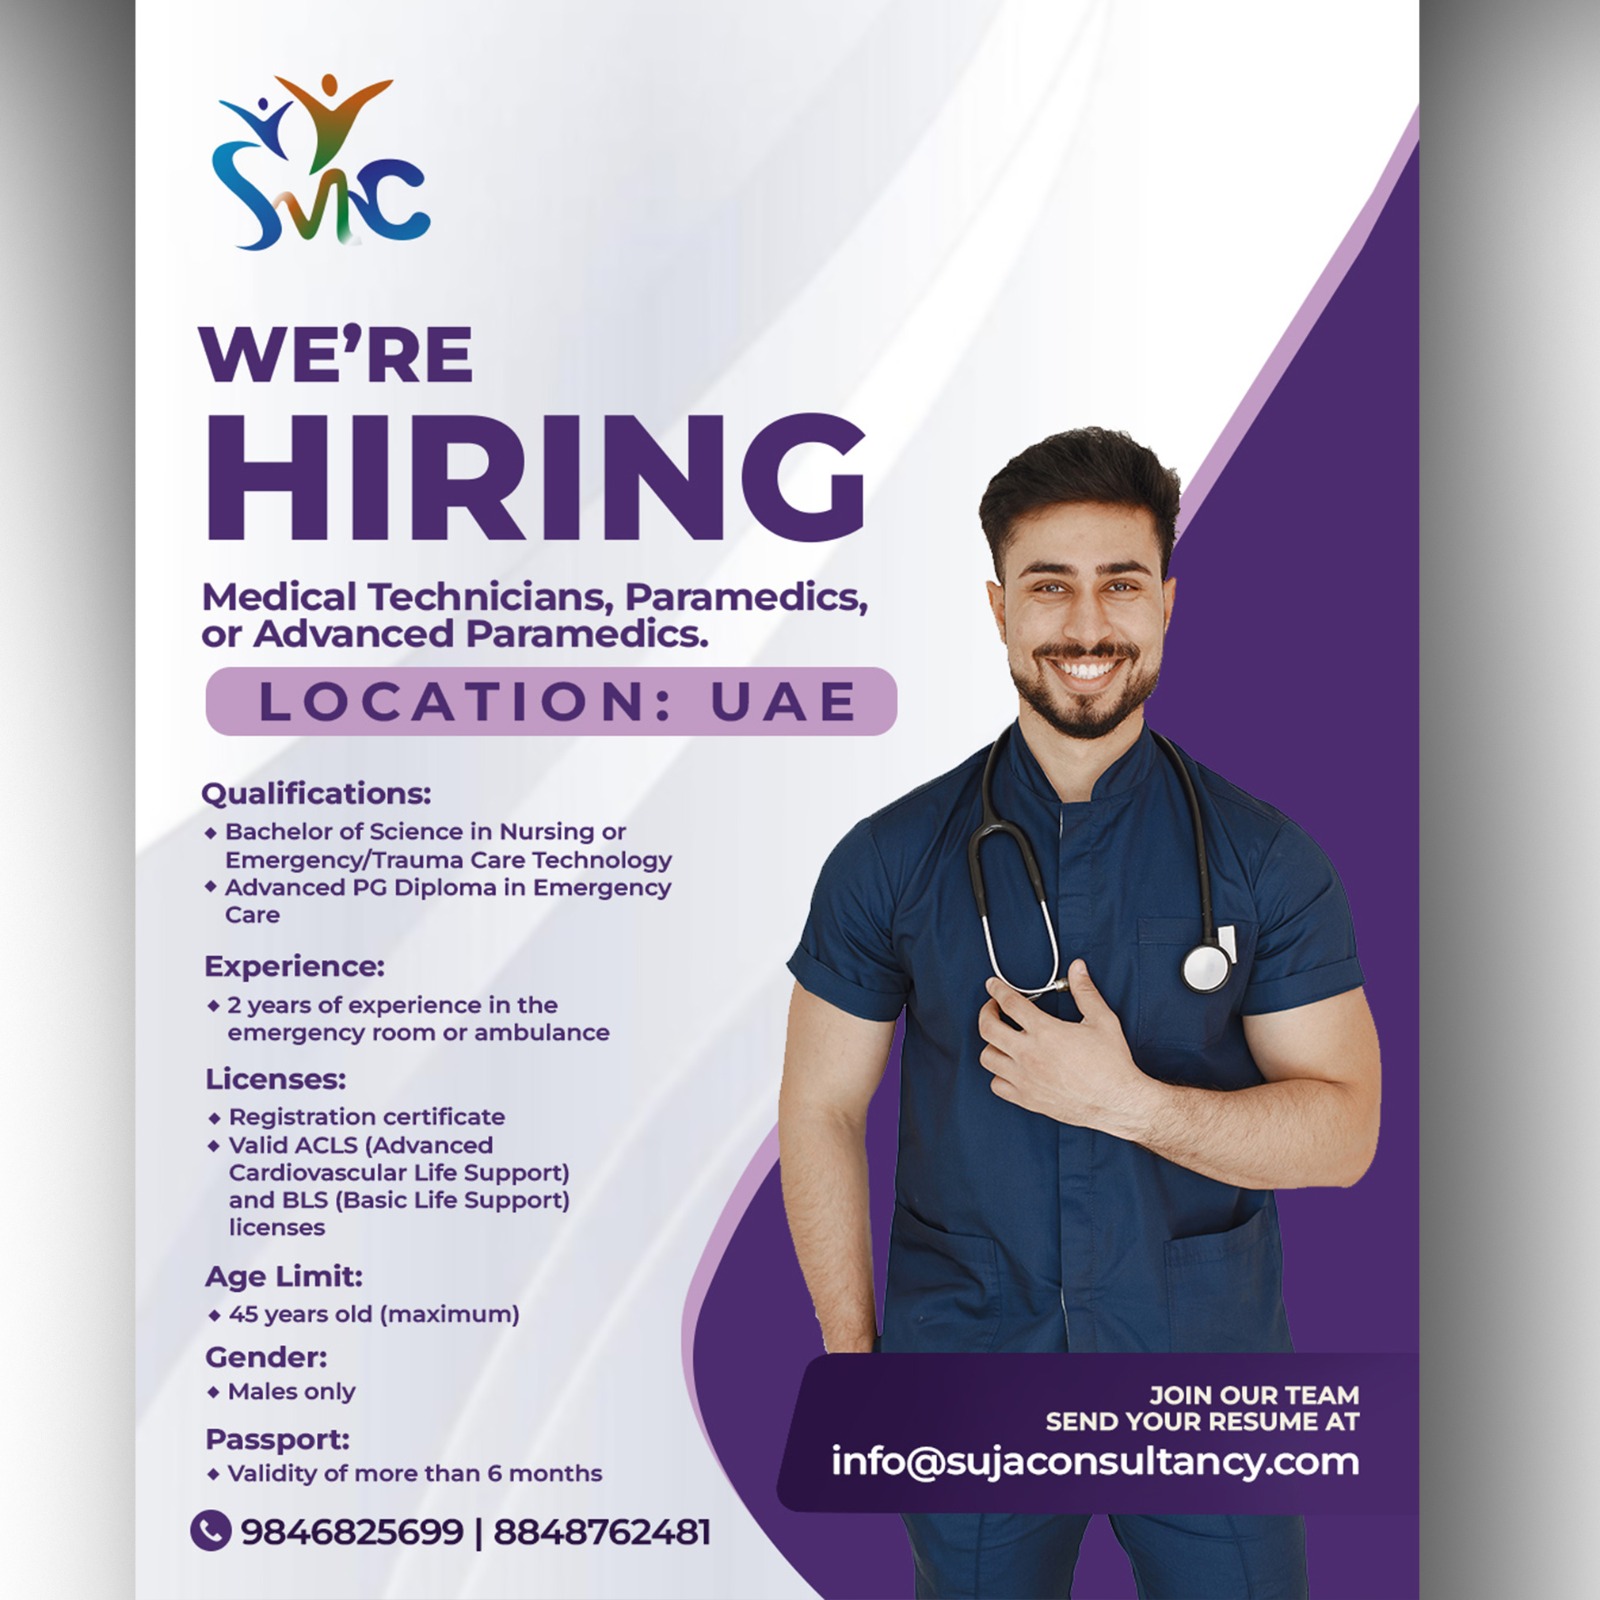 SMC
WE'RE
HIRING
Medical Technicians, Paramedics,
or Advanced Paramedics.
LOCATION: UAE
Qualifications:
Bachelor of Science in Nursing or
Emergency/Trauma Care Technology
Advanced PG Diploma in Emergency
Care
Experience:
2 years of experience in the
emergency room or ambulance
Licenses:
Registration certificate
Valid ACLS (Advanced
Cardiovascular Life Support)
and BLS (Basic Life Support)
licenses
Age Limit:
45 years old (maximum)
Gender:
Males only
Passport:
Validity of more than 6 months
9846825699 | 8848762481
JOIN OUR TEAM
SEND YOUR RESUME AT
info@sujaconsultancy.com